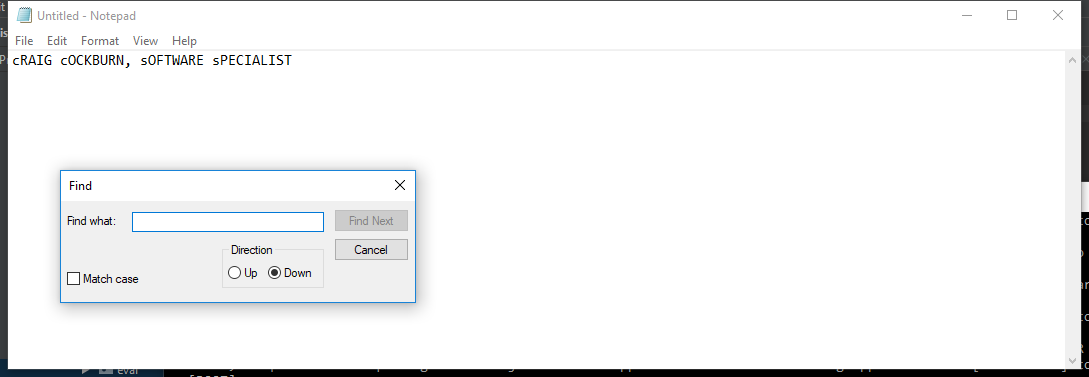 Untitled - Notepad
File Edit Format View Help
cRAIG cOCKBURN, sOFTWARE sPECIALIST
Find
Find what:
Find Next
Direction
Cancel
Up Down
Match case
eval